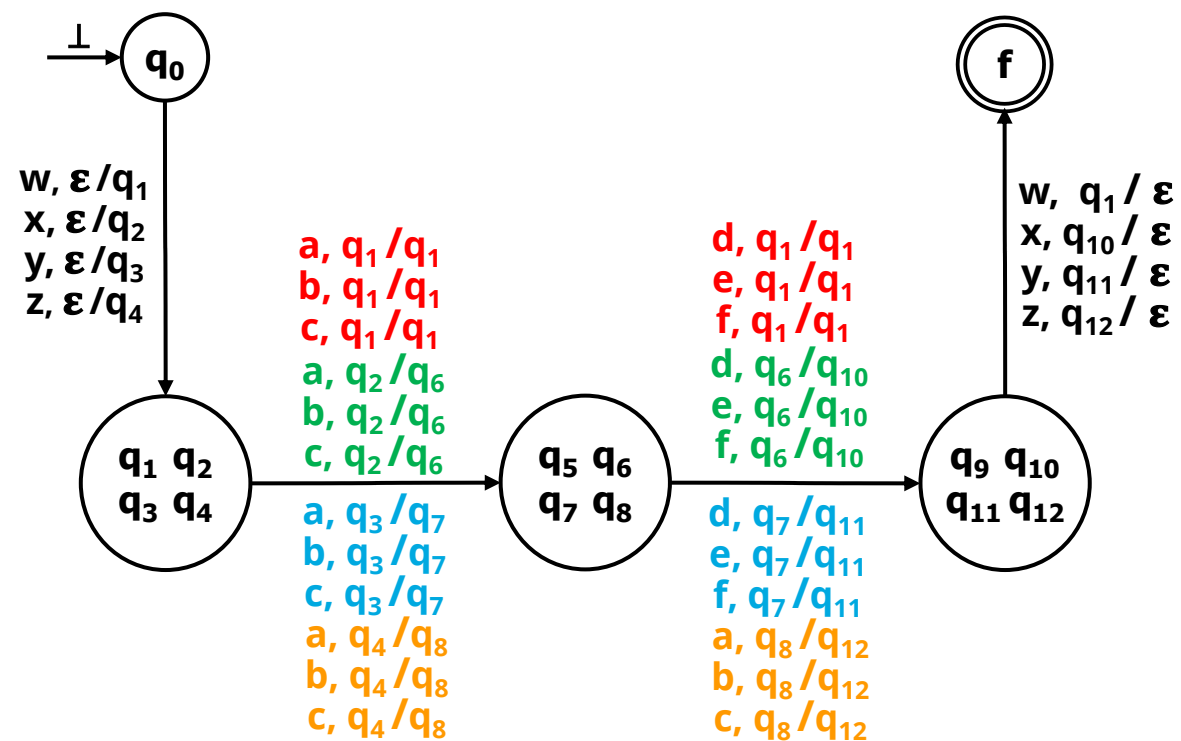 ⊥
q₀
f
w, ε/q₁
x, ε/q₂
y, ε/q₃
z, ε/q₄
a, q₁/q₁
b, q₁/q₁
c, q₁/q₁
a, q₂/q₆
b, q₂/q₆
c, q₂/q₆
a, q₃/q₇
b, q₃/q₇
c, q₃/q₇
a, q₄/q₈
b, q₄/q₈
c, q₄/q₈
d, q₁/q₁
e, q₁/q₁
f, q₁/q₁
d, q₆/q₁₀
e, q₆/q₁₀
f, q₆/q₁₀
d, q₇/q₁₁
e, q₇/q₁₁
f, q₇/q₁₁
a, q₈/q₁₂
b, q₈/q₁₂
c, q₈/q₁₂
w, q₁/ ε
x, q₁₀/ ε
y, q₁₁/ ε
z, q₁₂/ ε
q₁ q₂
q₃ q₄
q₅ q₆
q₇ q₈
q₉ q₁₀
q₁₁ q₁₂